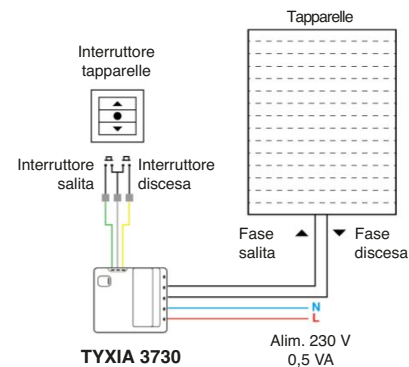 Tapparelle
Interruttore
tapparelle
Interruttore
salita
Interruttore
discesa
Fase
salita
Fase
discesa
N
L
TYXIA 3730
Alim. 230 V
0,5 VA